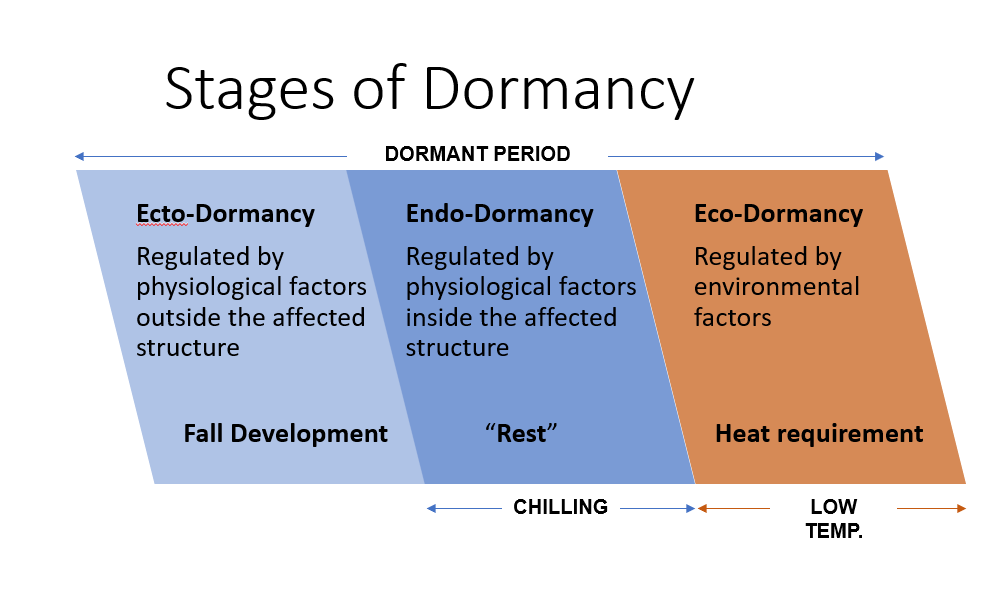 Stages of Dormancy
DORMANT PERIOD
Ecto-Dormancy
Regulated by
physiological factors
outside the affected
structure
Fall Development
Endo-Dormancy
Regulated by
physiological factors
inside the affected
structure
“Rest”
Eco-Dormancy
Regulated by
environmental
factors
Heat requirement
CHILLING
LOW
TEMP.